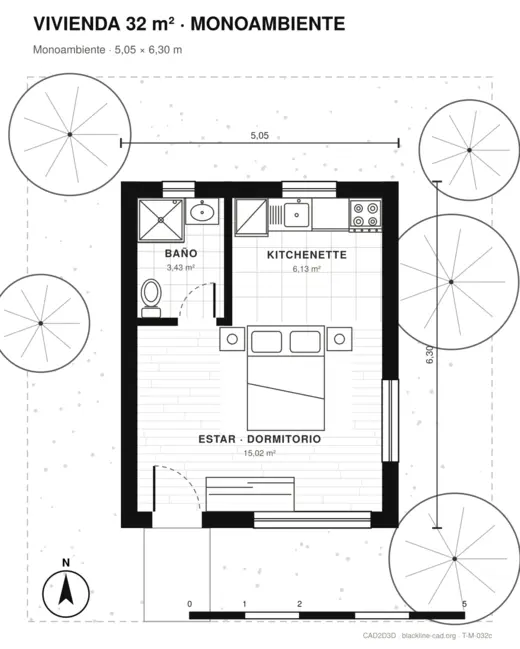 VIVIENDA 32 m² · MONOAMBIENTE
Monoambiente · 5,05 × 6,30 m
5,05
BAÑO
3,43 m²
KITCHENETTE
6,13 m²
6,30
ESTAR · DORMITORIO
15,02 m²
N
0 1 2 5
CAD2D3D · blackline-cad.org · T-M-032c